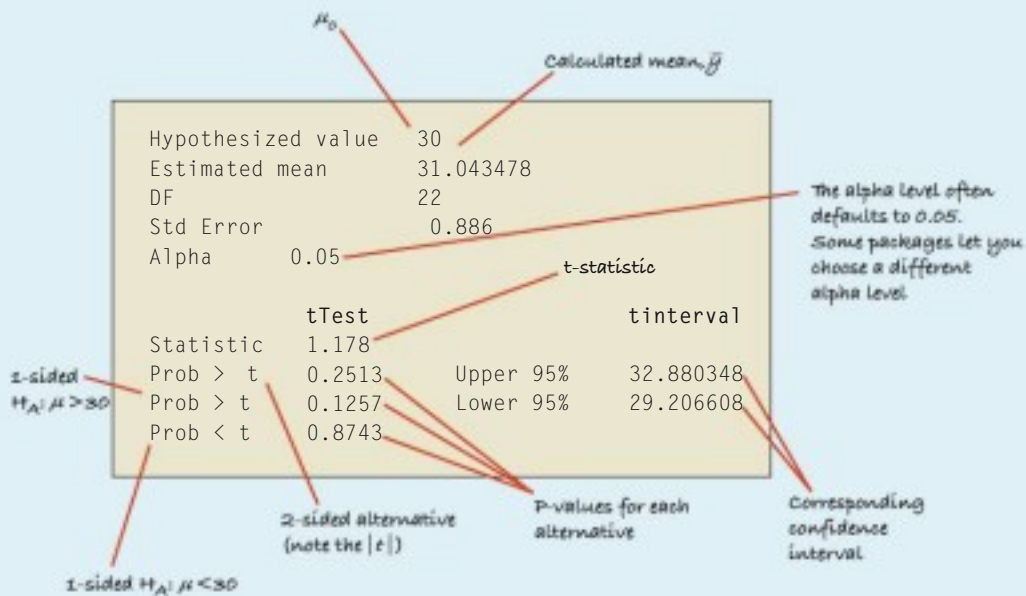 μ₀
Calculated mean, ȳ
Hypothesized value 30
Estimated mean 31.043478
DF 22
Std Error 0.886
Alpha 0.05
The alpha level often
defaults to 0.05.
Some packages let you
choose a different
alpha level
t-statistic
tTest tinterval
Statistic 1.178
Prob > t 0.2513 Upper 95% 32.880348
Prob > t 0.1257 Lower 95% 29.206608
Prob < t 0.8743
1-sided
H_A: μ > 30
2-sided alternative
(note the |t|)
P-values for each
alternative
Corresponding
confidence
interval
1-sided H_A: μ < 30